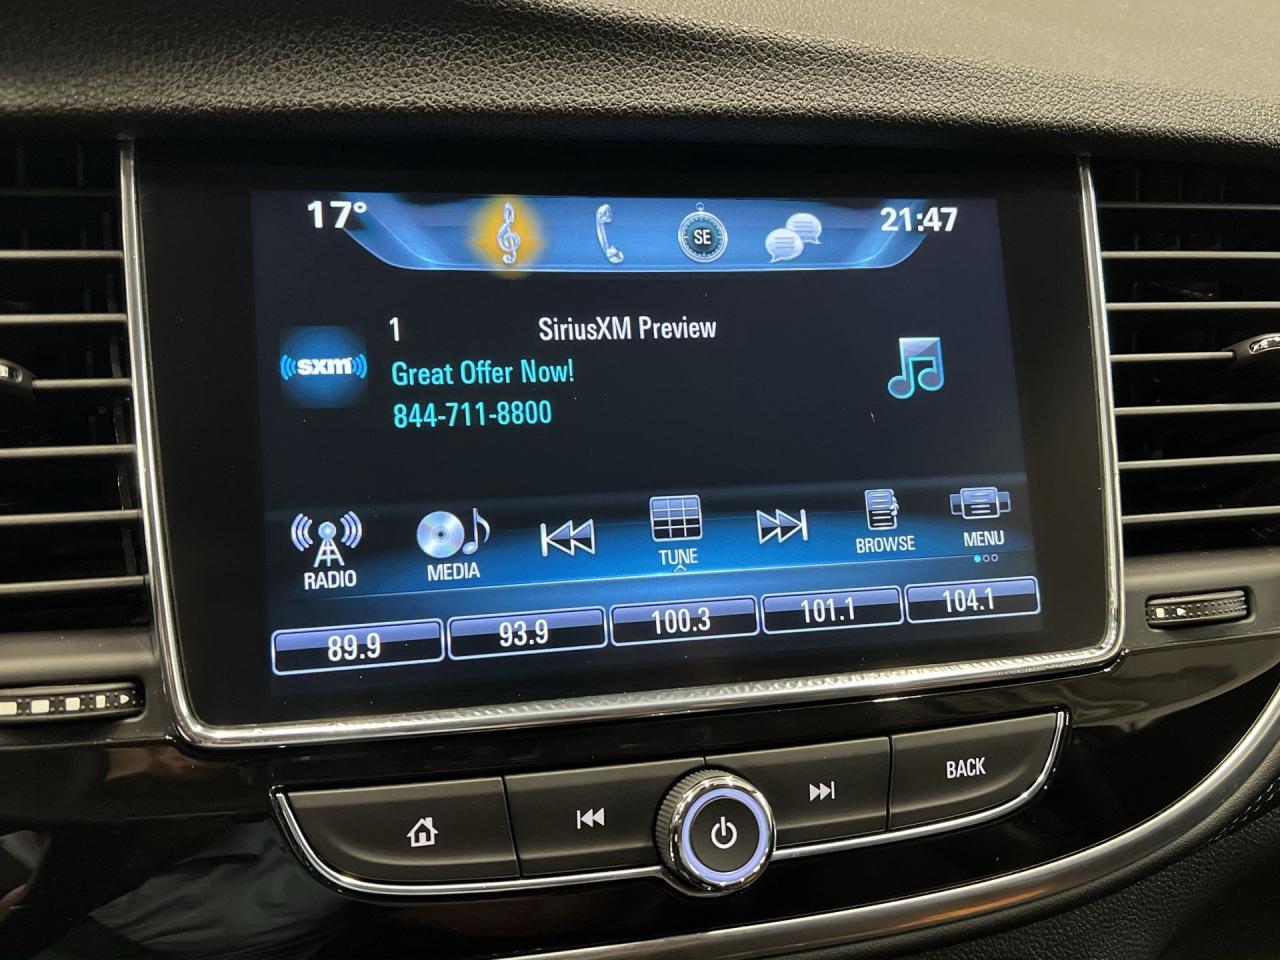 17°
SE
21:47
sxm
1
SiriusXM Preview
Great Offer Now!
844-711-8800
RADIO
MEDIA
TUNE
BROWSE
MENU
89.9
93.9
100.3
101.1
104.1
BACK